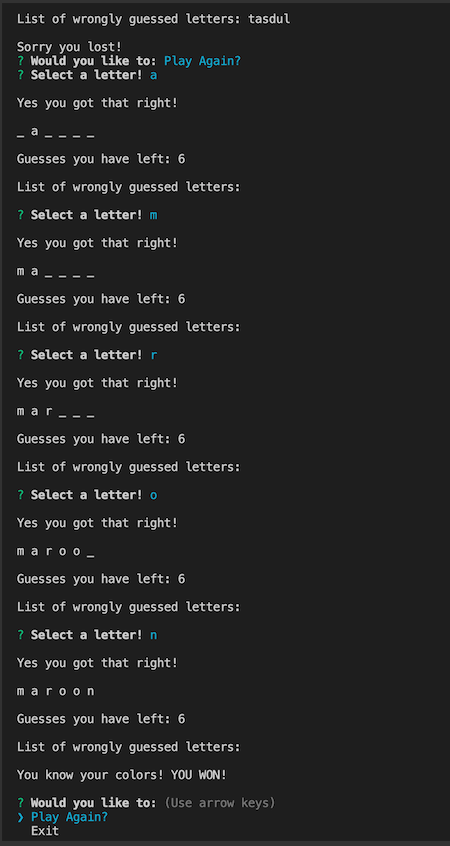 List of wrongly guessed letters: tasdul
Sorry you lost!
? Would you like to: Play Again?
? Select a letter! a
Yes you got that right!
_ a _ _ _ _
Guesses you have left: 6
List of wrongly guessed letters:
? Select a letter! m
Yes you got that right!
m a _ _ _ _
Guesses you have left: 6
List of wrongly guessed letters:
? Select a letter! r
Yes you got that right!
m a r _ _ _
Guesses you have left: 6
List of wrongly guessed letters:
? Select a letter! o
Yes you got that right!
m a r o o _
Guesses you have left: 6
List of wrongly guessed letters:
? Select a letter! n
Yes you got that right!
m a r o o n
Guesses you have left: 6
List of wrongly guessed letters:
You know your colors! YOU WON!
? Would you like to: (Use arrow keys)
❯ Play Again?
Exit